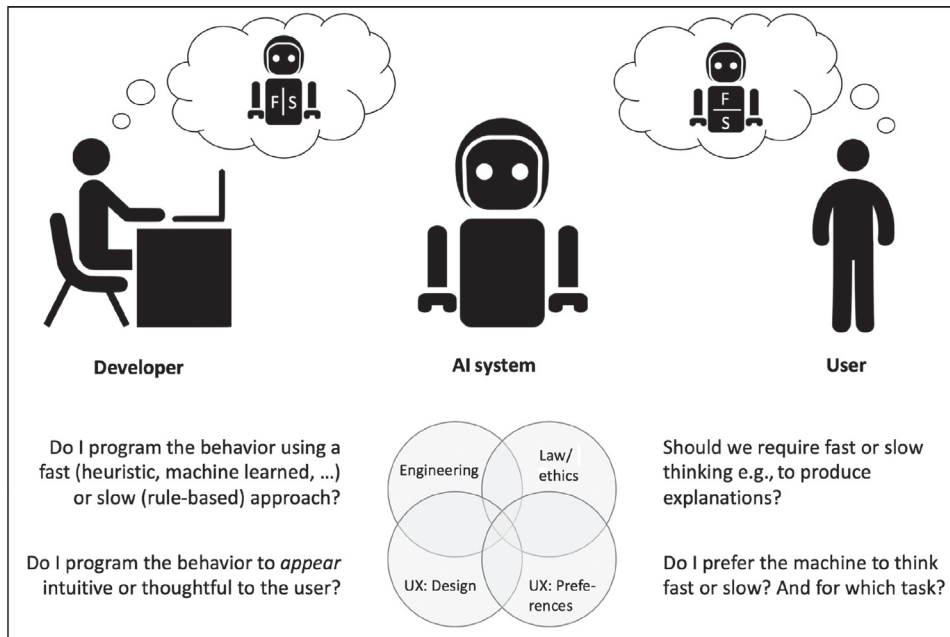 F|S
F
S
Developer
AI system
User
Do I program the behavior using a
fast (heuristic, machine learned, ...)
or slow (rule-based) approach?
Do I program the behavior to appear
intuitive or thoughtful to the user?
Engineering
Law/
ethics
UX: Design
UX: Prefe-
rences
Should we require fast or slow
thinking e.g., to produce
explanations?
Do I prefer the machine to think
fast or slow? And for which task?